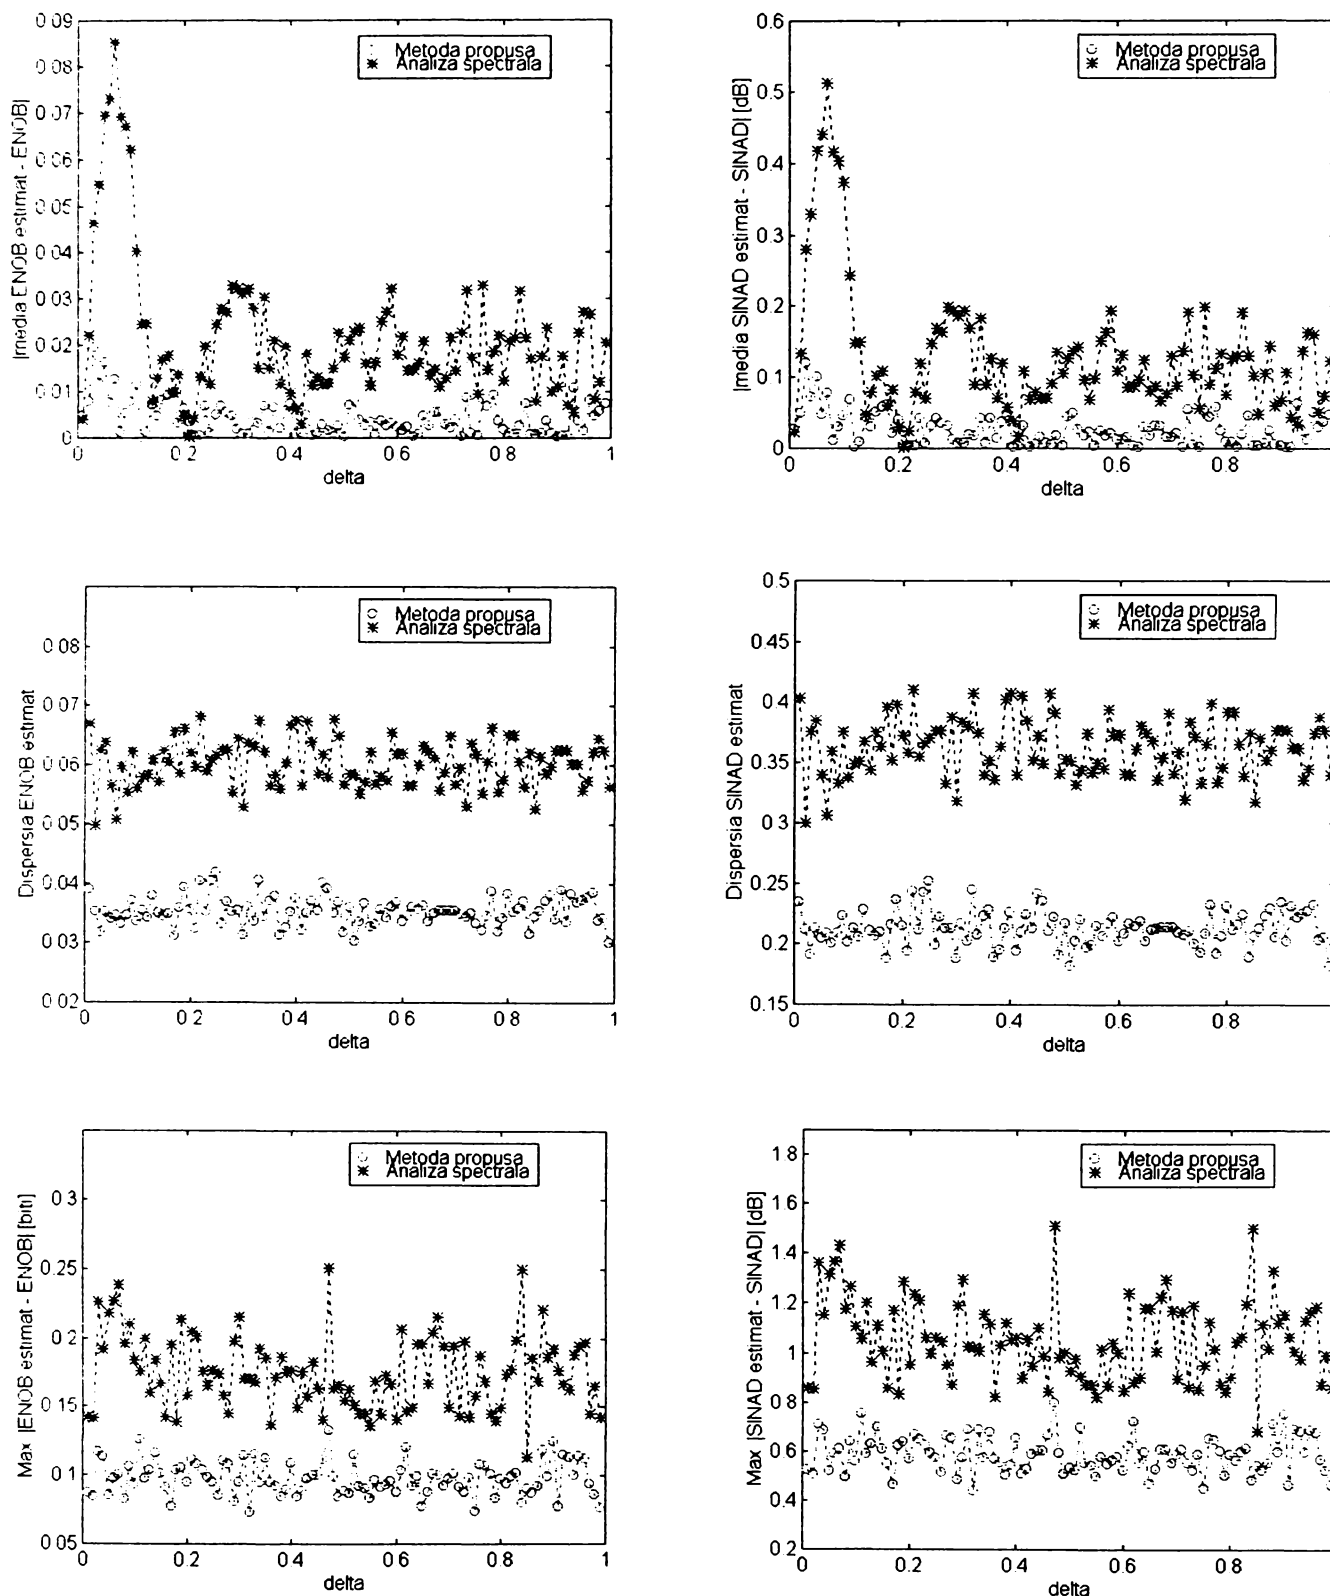 |media ENOB estimat - ENOB|
0.09
0.08
0.07
0.06
0.05
0.04
0.03
0.02
0.01
0
Metoda propusa
Analiza spectrala
0 0.2 0.4 0.6 0.8 1
delta
|media SINAD estimat - SINAD| [dB]
0.6
0.5
0.4
0.3
0.2
0.1
0
Metoda propusa
Analiza spectrala
0 0.2 0.4 0.6 0.8
delta
Dispersia ENOB estimat
0.08
0.07
0.06
0.05
0.04
0.03
0.02
Metoda propusa
Analiza spectrala
0 0.2 0.4 0.6 0.8 1
delta
Dispersia SINAD estimat
0.5
0.45
0.4
0.35
0.3
0.25
0.2
0.15
Metoda propusa
Analiza spectrala
0 0.2 0.4 0.6 0.8
delta
Max |ENOB estimat - ENOB| [biti]
0.3
0.25
0.2
0.15
0.1
0.05
Metoda propusa
Analiza spectrala
0 0.2 0.4 0.6 0.8 1
delta
Max |SINAD estimat - SINAD| [dB]
1.8
1.6
1.4
1.2
1
0.8
0.6
0.4
0.2
Metoda propusa
Analiza spectrala
0 0.2 0.4 0.6 0.8
delta